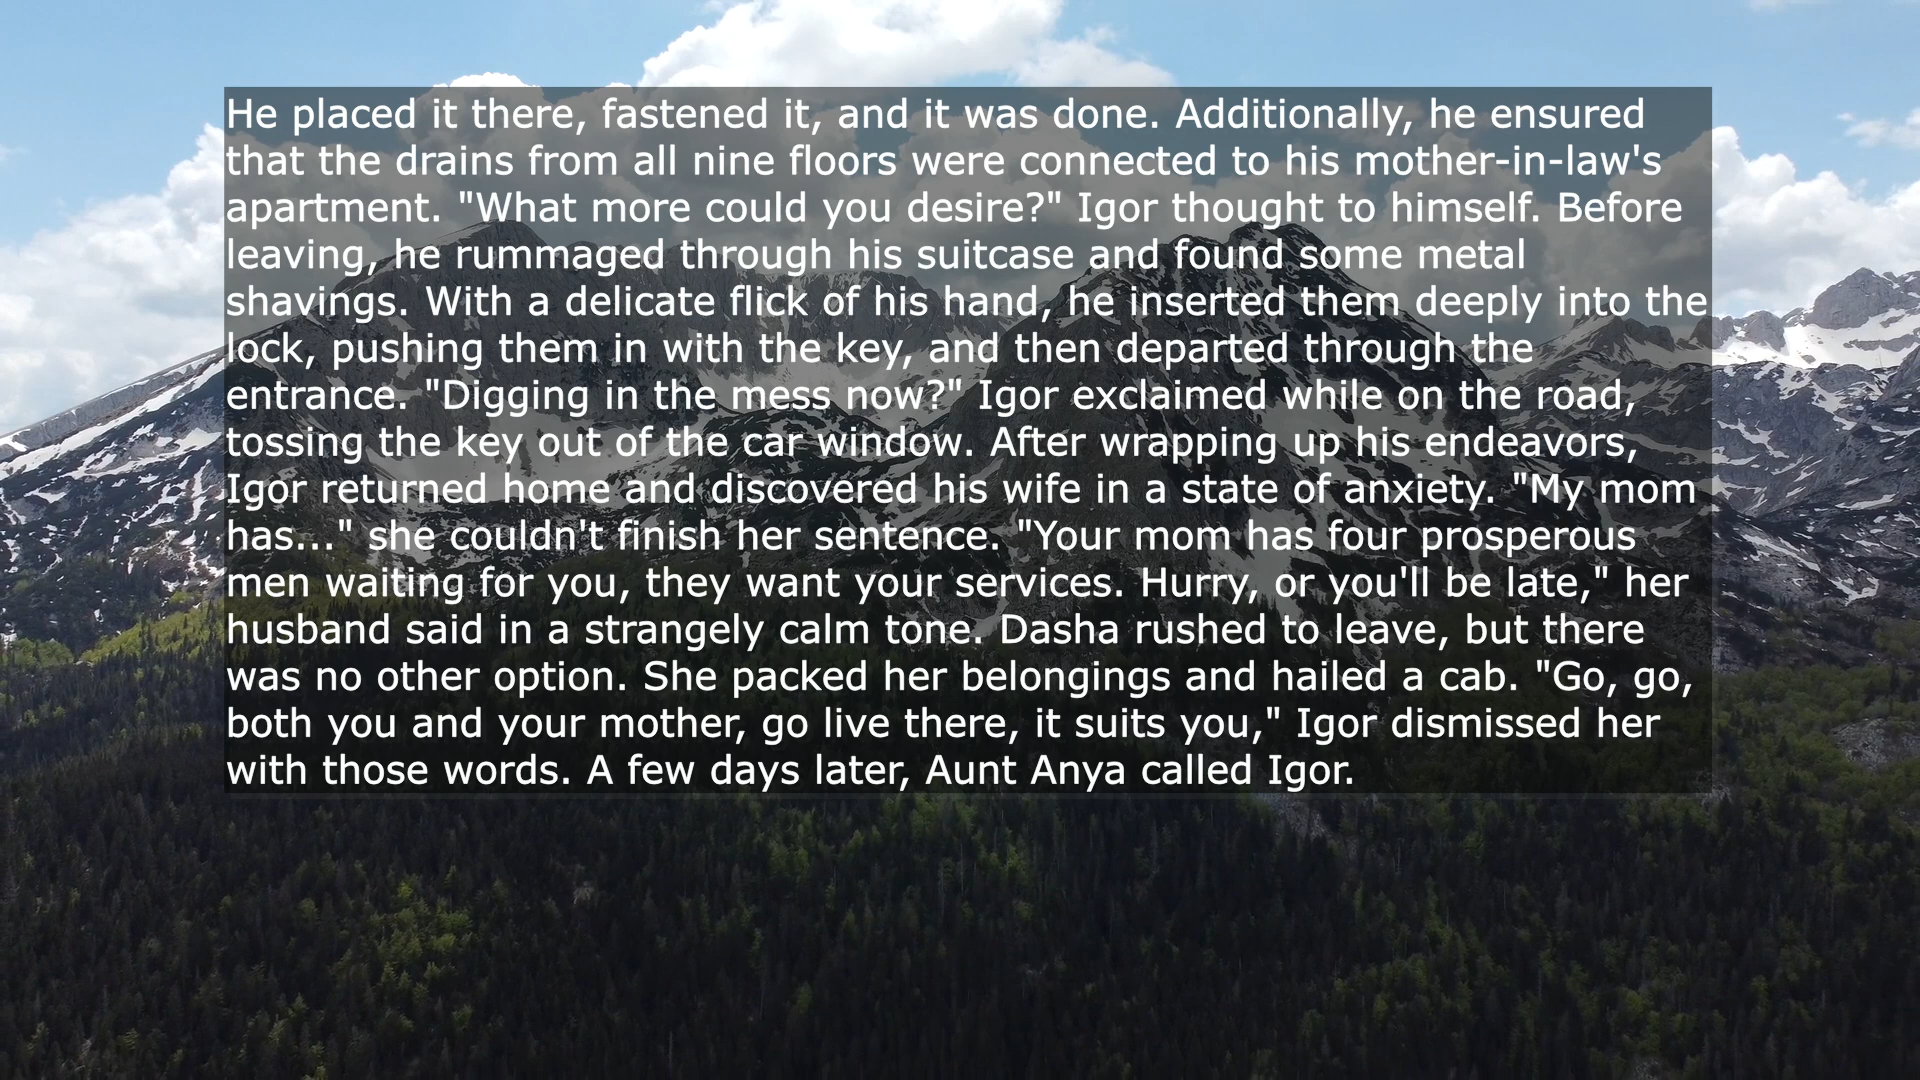 He placed it there, fastened it, and it was done. Additionally, he ensured
that the drains from all nine floors were connected to his mother-in-law's
apartment. "What more could you desire?" Igor thought to himself. Before
leaving, he rummaged through his suitcase and found some metal
shavings. With a delicate flick of his hand, he inserted them deeply into the
lock, pushing them in with the key, and then departed through the
entrance. "Digging in the mess now?" Igor exclaimed while on the road,
tossing the key out of the car window. After wrapping up his endeavors,
Igor returned home and discovered his wife in a state of anxiety. "My mom
has..." she couldn't finish her sentence. "Your mom has four prosperous
men waiting for you, they want your services. Hurry, or you'll be late," her
husband said in a strangely calm tone. Dasha rushed to leave, but there
was no other option. She packed her belongings and hailed a cab. "Go, go,
both you and your mother, go live there, it suits you," Igor dismissed her
with those words. A few days later, Aunt Anya called Igor.